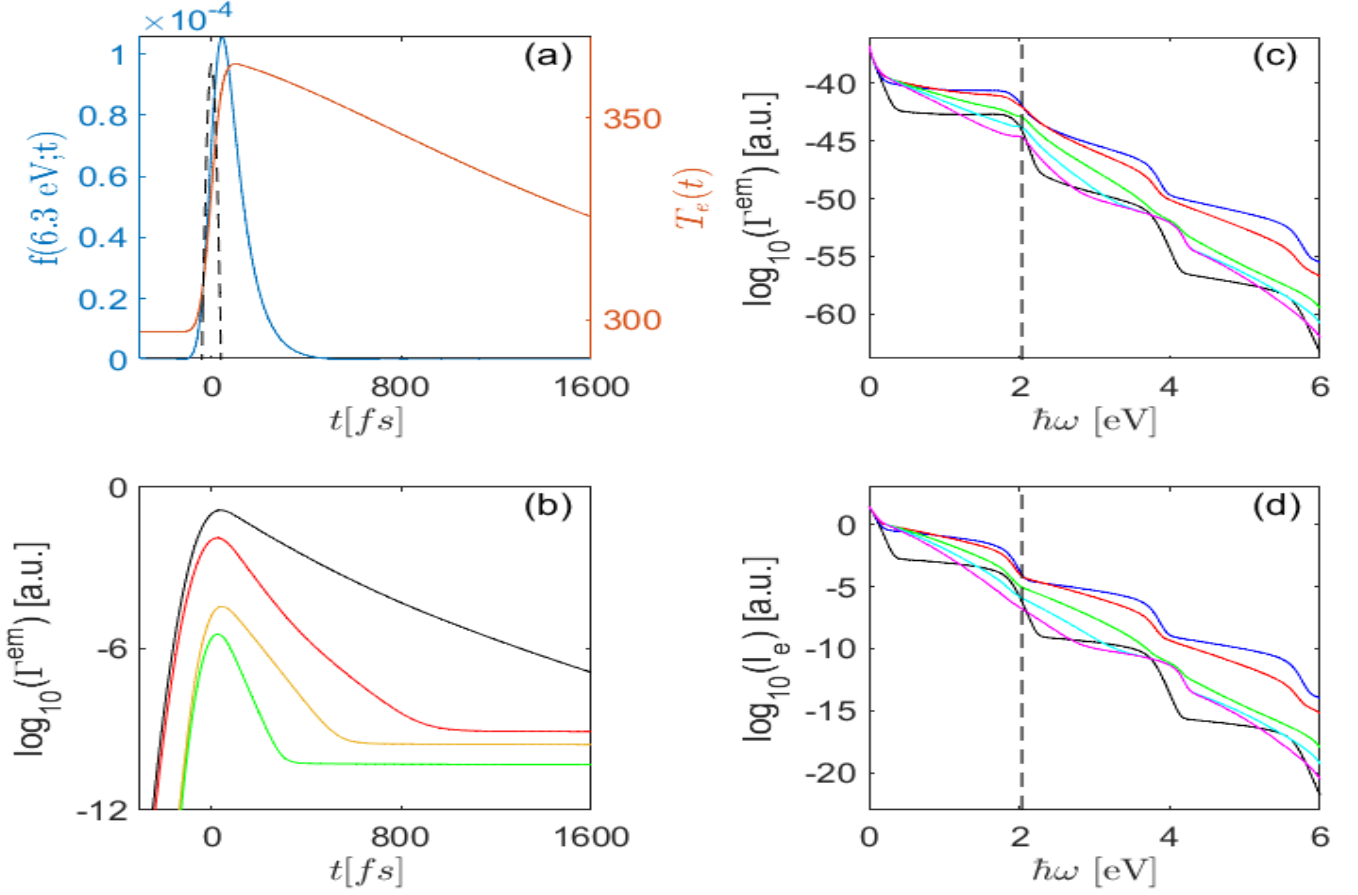 ×10⁻⁴
(a)
1
0.8
0.6
0.4
0.2
0
f(6.3 eV;t)
350
300
T_e(t)
0 800 1600
t[fs]
(c)
-40
-45
-50
-55
-60
log₁₀(Γ^em) [a.u.]
0 2 4 6
ħω [eV]
(b)
0
-6
-12
log₁₀(Γ^em) [a.u.]
0 800 1600
t[fs]
(d)
0
-5
-10
-15
-20
log₁₀(I_e) [a.u.]
0 2 4 6
ħω [eV]